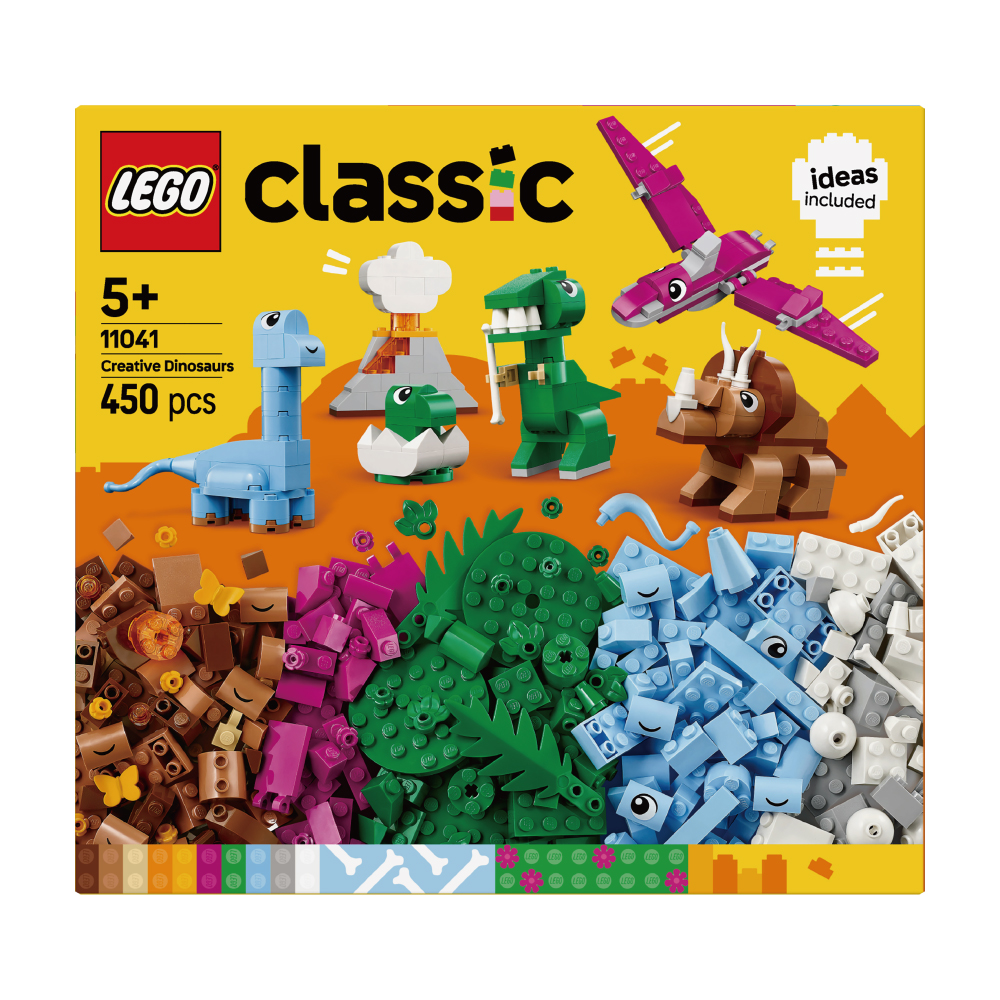 LEGO®
classic
ideas
included
5+
11041
Creative Dinosaurs
450 pcs